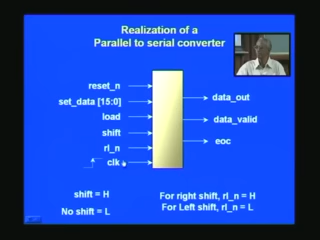 Realization of a
Parallel to serial converter
reset_n
set_data [15:0]
load
shift
rl_n
clk
data_out
data_valid
eoc
shift = H
No shift = L
For right shift, rl_n = H
For Left shift, rl_n = L